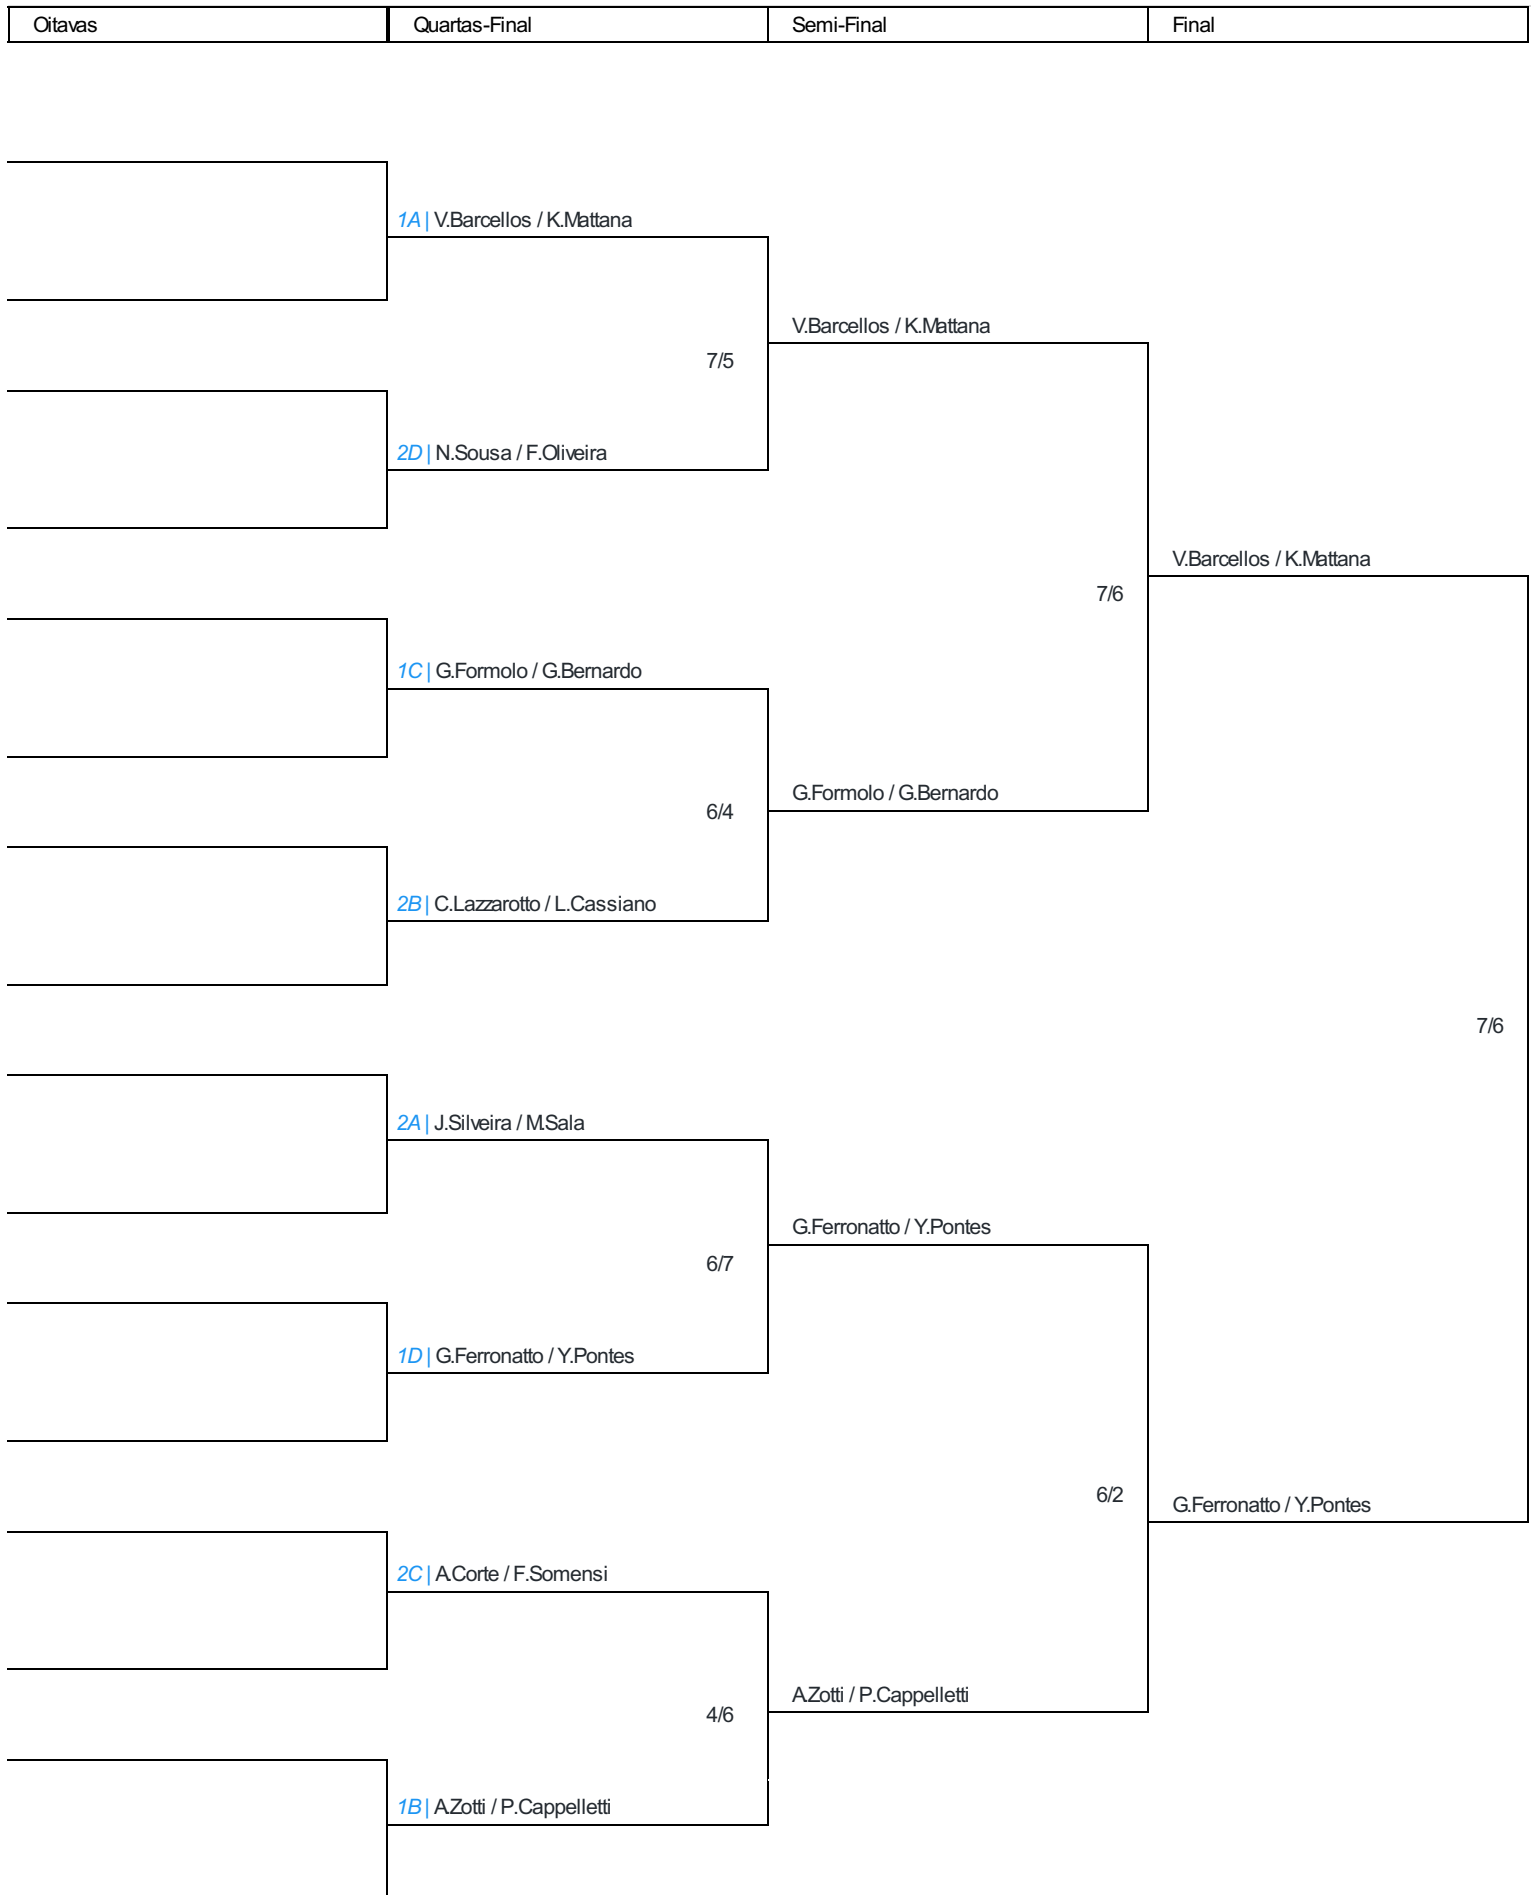 Oitavas Quartas-Final Semi-Final Final
1A | V.Barcellos / K.Mattana
V.Barcellos / K.Mattana
7/5
2D | N.Sousa / F.Oliveira
V.Barcellos / K.Mattana
7/6
1C | G.Formolo / G.Bernardo
G.Formolo / G.Bernardo
6/4
2B | C.Lazzarotto / L.Cassiano
7/6
2A | J.Silveira / M.Sala
G.Ferronatto / Y.Pontes
6/7
1D | G.Ferronatto / Y.Pontes
6/2
G.Ferronatto / Y.Pontes
2C | A.Corte / F.Somensi
A.Zotti / P.Cappelletti
4/6
1B | A.Zotti / P.Cappelletti